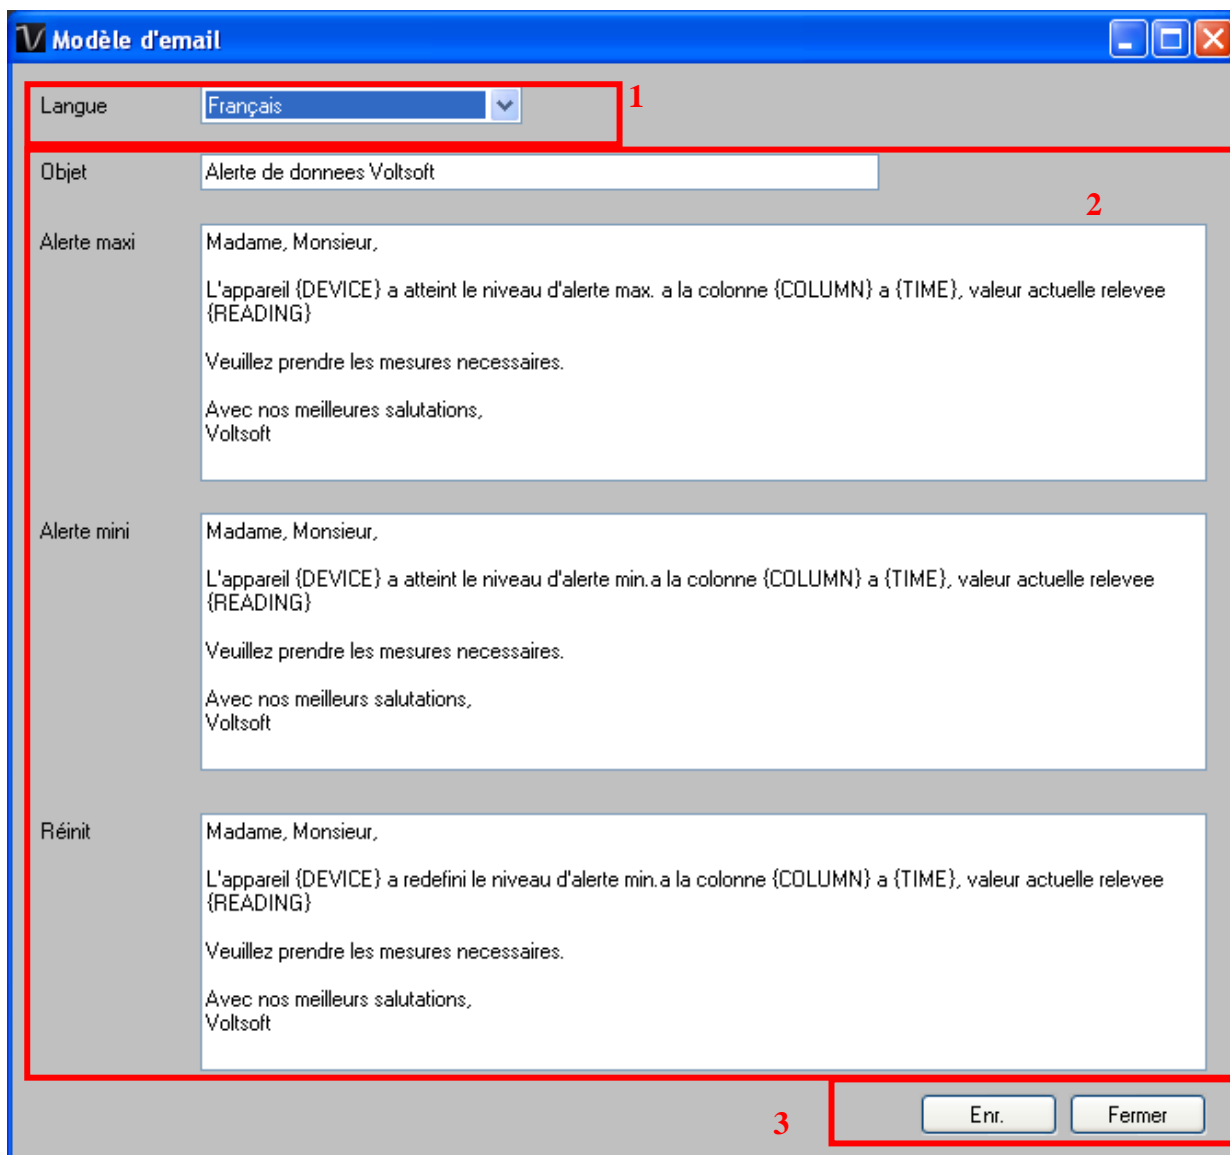 Modèle d'email
Langue
Français
1
Objet
Alerte de donnees Voltsoft
2
Alerte maxi
Madame, Monsieur,
L'appareil {DEVICE} a atteint le niveau d'alerte max. a la colonne {COLUMN} a {TIME}, valeur actuelle relevee
{READING}
Veuillez prendre les mesures necessaires.
Avec nos meilleures salutations,
Voltsoft
Alerte mini
Madame, Monsieur,
L'appareil {DEVICE} a atteint le niveau d'alerte min.a la colonne {COLUMN} a {TIME}, valeur actuelle relevee
{READING}
Veuillez prendre les mesures necessaires.
Avec nos meilleurs salutations,
Voltsoft
Réinit
Madame, Monsieur,
L'appareil {DEVICE} a redefini le niveau d'alerte min.a la colonne {COLUMN} a {TIME}, valeur actuelle relevee
{READING}
Veuillez prendre les mesures necessaires.
Avec nos meilleurs salutations,
Voltsoft
3
Enr.
Fermer